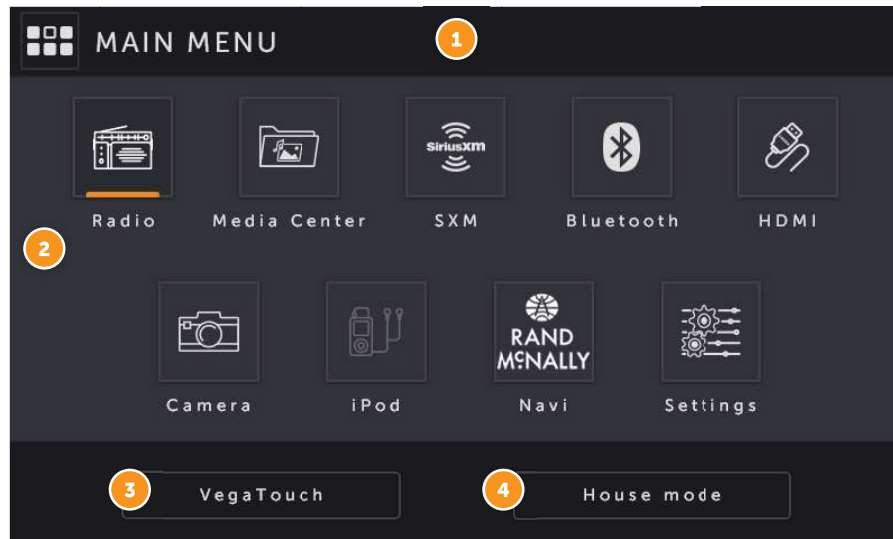 MAIN MENU
1
SiriusXM
Radio
Media Center
SXM
Bluetooth
HDMI
2
RAND
MCNALLY
Camera
iPod
Navi
Settings
3
VegaTouch
4
House mode